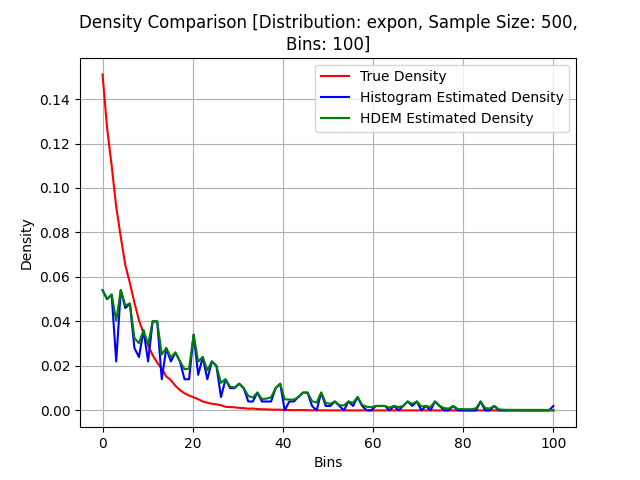 Density Comparison [Distribution: expon, Sample Size: 500,
Bins: 100]
True Density
Histogram Estimated Density
HDEM Estimated Density
Density
0.14
0.12
0.10
0.08
0.06
0.04
0.02
0.00
0 20 40 60 80 100
Bins